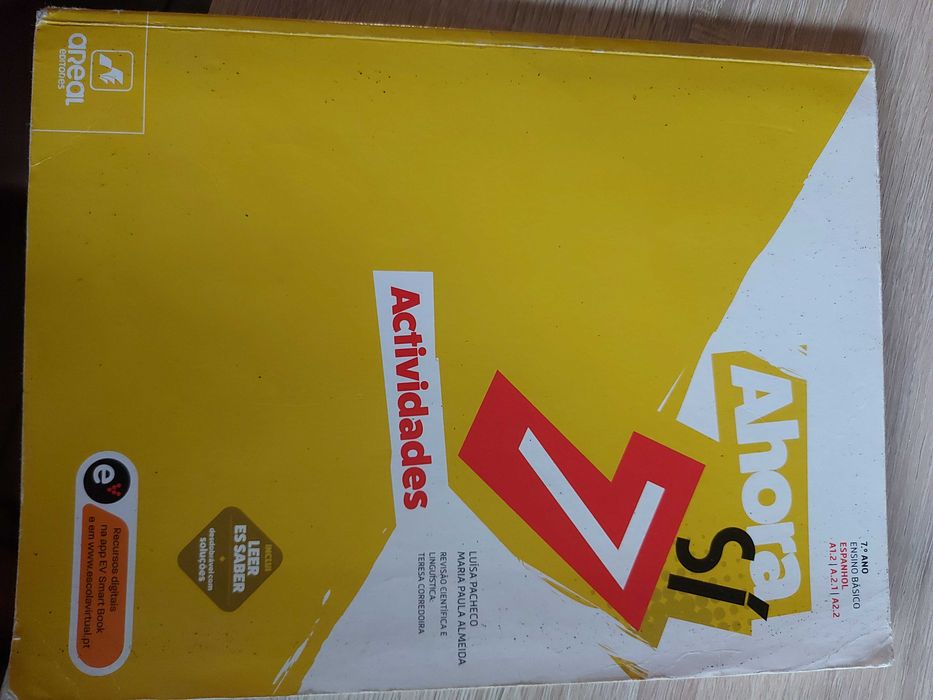 7.º ANO
ENSINO BÁSICO
ESPANHOL
A1.2 | A.2.1 | A2.2
Ahora
SÍ
7
Actividades
LUÍSA PACHECO
MARIA PAULA ALMEIDA
REVISÃO CIENTÍFICA E
LINGUÍSTICA:
TERESA CORREDOIRA
INCLUI
LEER
ES SABER
+
desdobrável com
soluções
e
Recursos digitais
na app EV Smart Book
e em www.escolavirtual.pt
areal
EDITORES